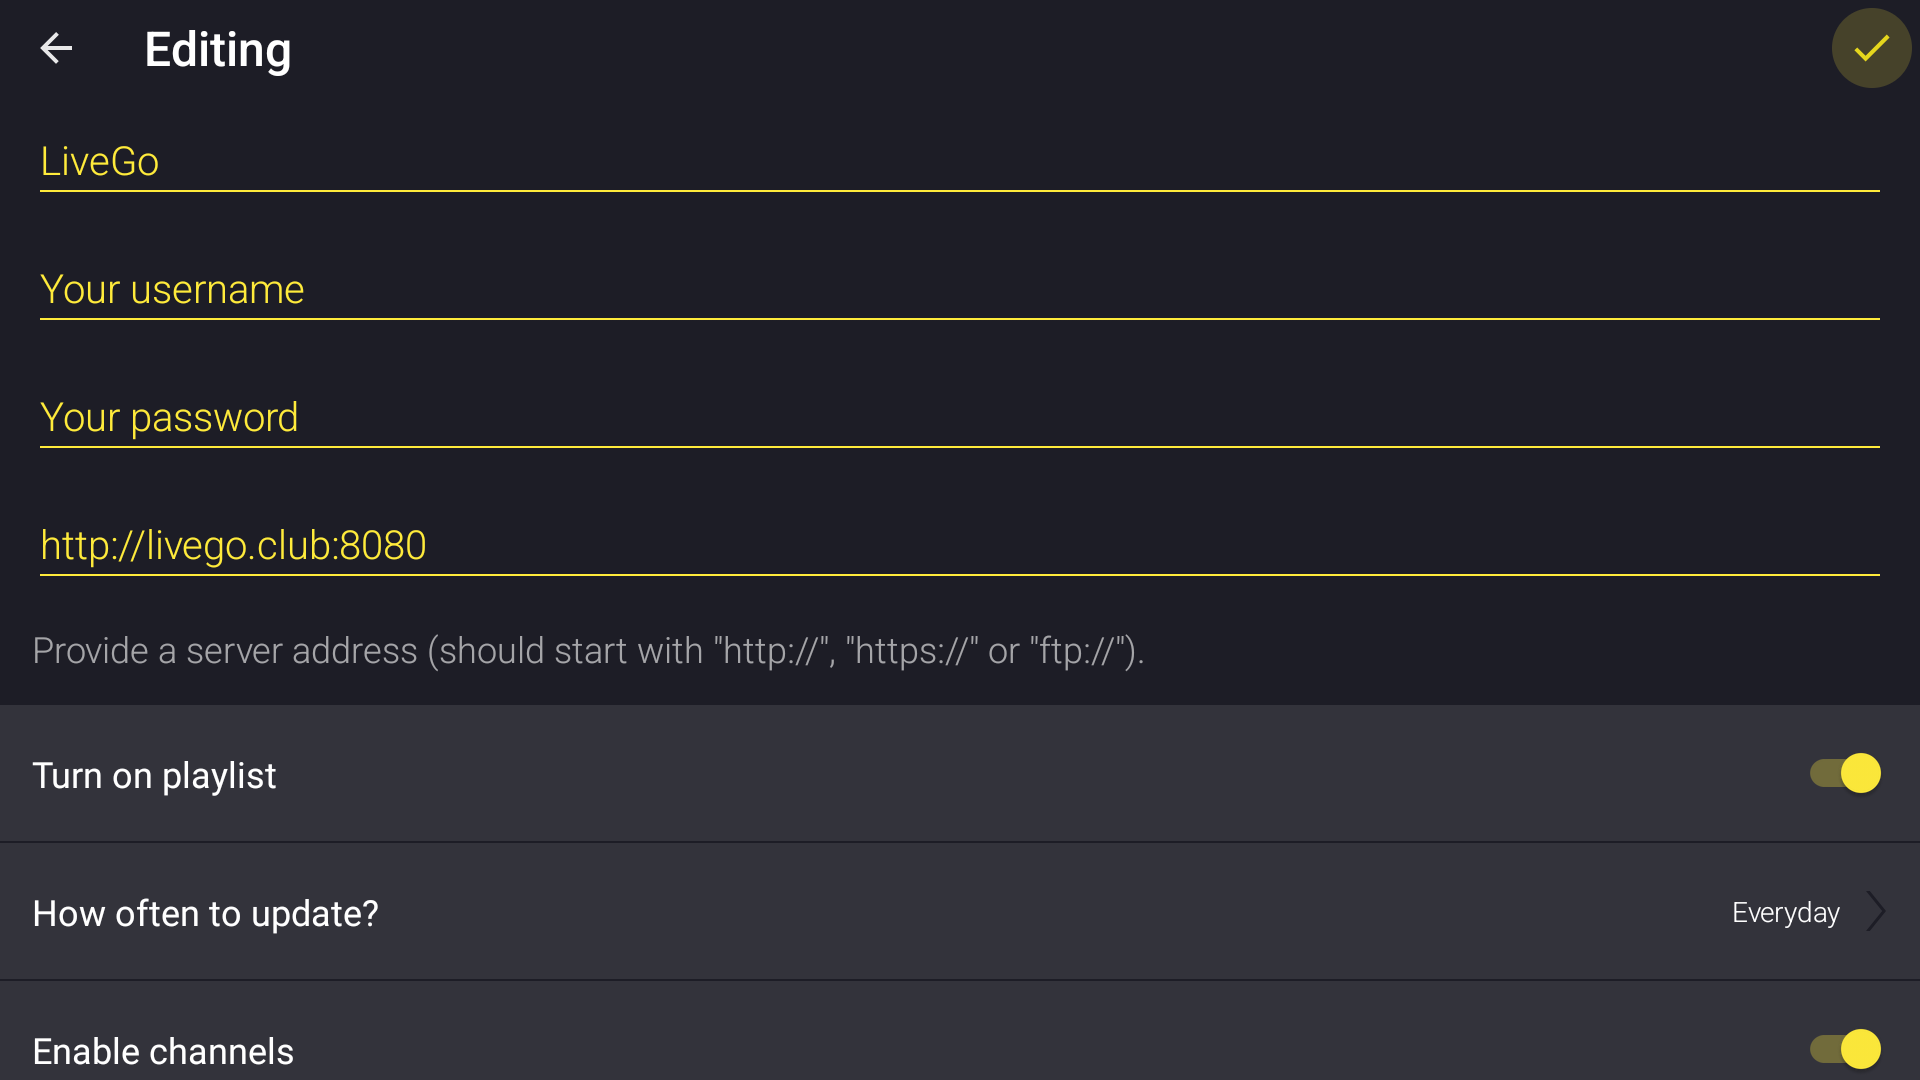 Editing
LiveGo
Your username
Your password
http://livego.club:8080
Provide a server address (should start with "http://", "https://" or "ftp://").
Turn on playlist
How often to update?
Everyday
Enable channels